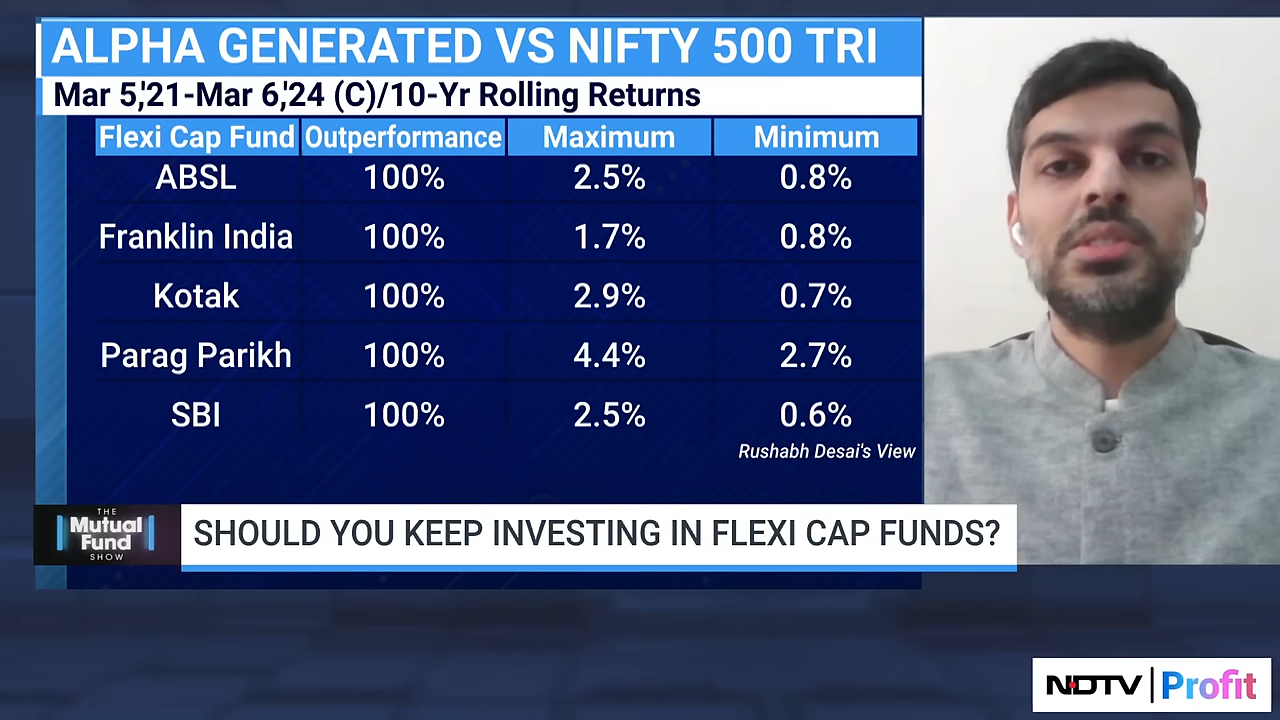 ALPHA GENERATED VS NIFTY 500 TRI
Mar 5,'21-Mar 6,'24 (C)/10-Yr Rolling Returns
Flexi Cap Fund Outperformance Maximum Minimum
ABSL 100% 2.5% 0.8%
Franklin India 100% 1.7% 0.8%
Kotak 100% 2.9% 0.7%
Parag Parikh 100% 4.4% 2.7%
SBI 100% 2.5% 0.6%
Rushabh Desai's View
THE
Mutual
Fund
SHOW
SHOULD YOU KEEP INVESTING IN FLEXI CAP FUNDS?
NDTV Profit